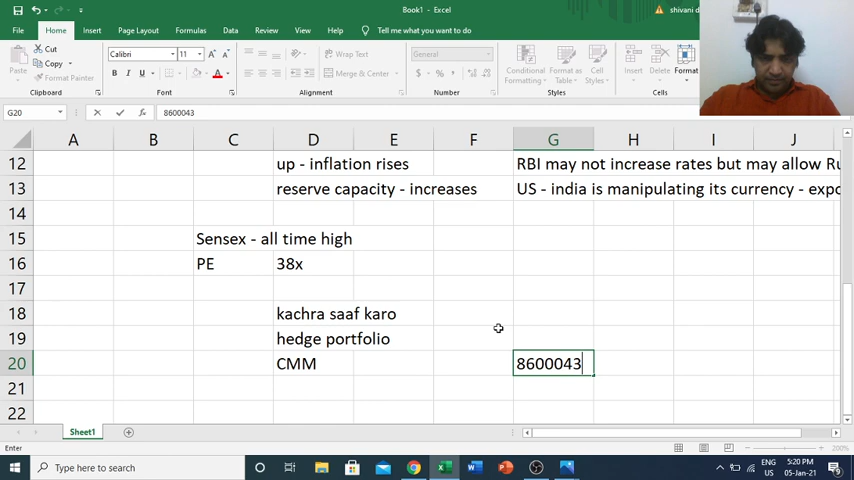 Book1 - Excel
shivani d
File Home Insert Page Layout Formulas Data Review View Help Tell me what you want to do
Cut
Copy
Format Painter
Paste
Clipboard
Calibri 11
Font
Wrap Text
Merge & Center
Alignment
General
Number
Conditional Formatting
Format as Table
Cell Styles
Styles
Insert Delete Format
Cells
G20 8600043
A B C D E F G H I J
12 up - inflation rises RBI may not increase rates but may allow Ru
13 reserve capacity - increases US - india is manipulating its currency - expo
14
15 Sensex - all time high
16 PE 38x
17
18 kachra saaf karo
19 hedge portfolio
20 CMM 8600043
21
22
Sheet1
Enter 200%
Type here to search
ENG US 5:20 PM 05-Jan-21